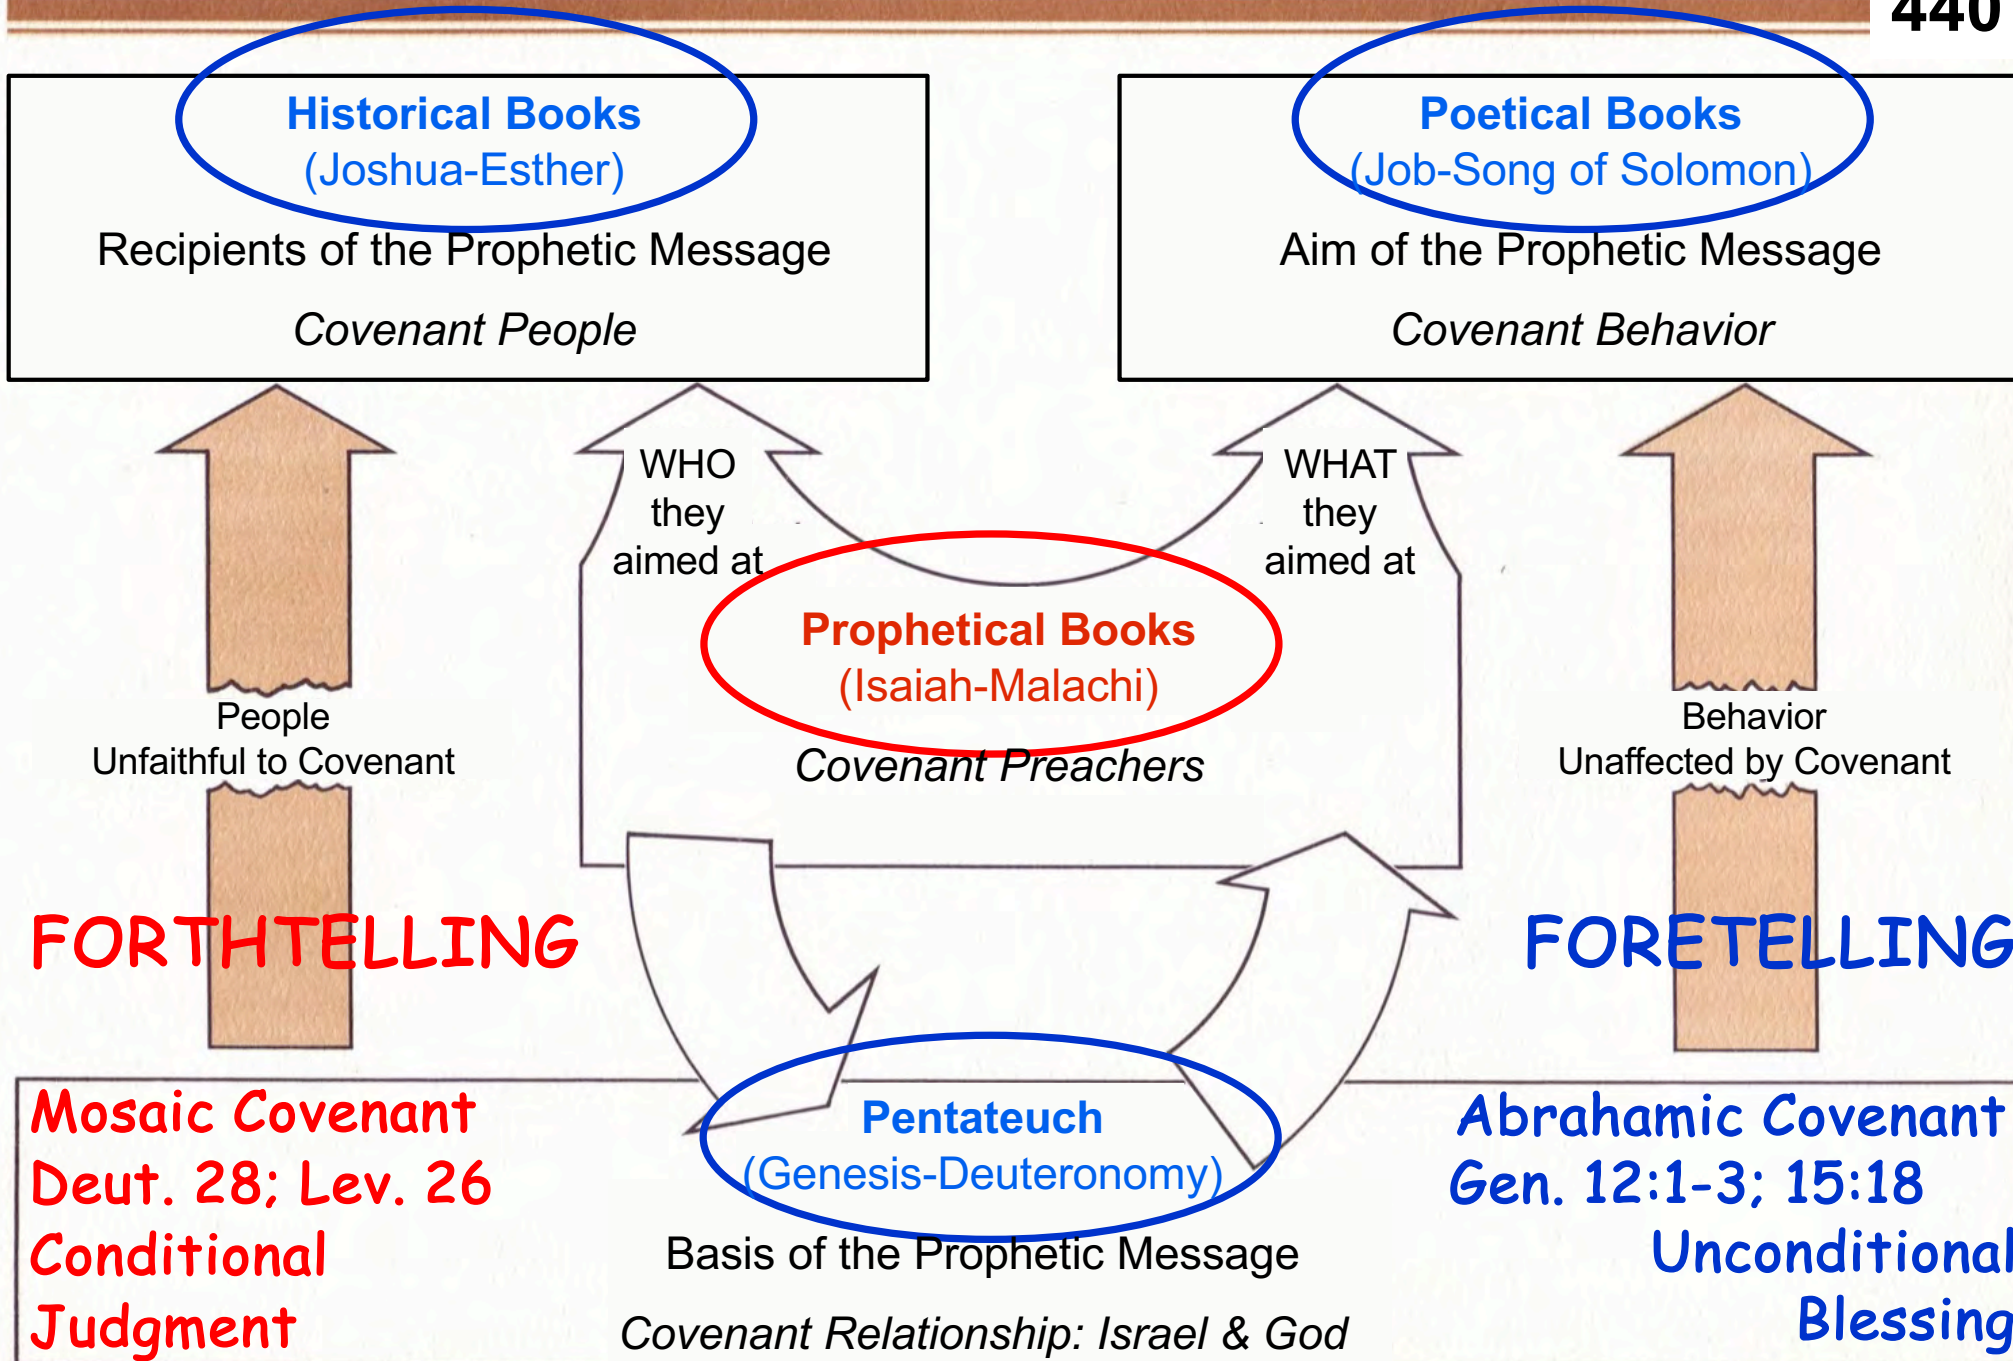 440
Historical Books
(Joshua-Esther)
Recipients of the Prophetic Message
Covenant People
Poetical Books
(Job-Song of Solomon)
Aim of the Prophetic Message
Covenant Behavior
WHO
they
aimed at
WHAT
they
aimed at
Prophetical Books
(Isaiah-Malachi)
Covenant Preachers
People
Unfaithful to Covenant
Behavior
Unaffected by Covenant
FORTHTELLING
FORETELLING
Mosaic Covenant
Deut. 28; Lev. 26
Conditional
Judgment
Pentateuch
(Genesis-Deuteronomy)
Basis of the Prophetic Message
Covenant Relationship: Israel & God
Abrahamic Covenant
Gen. 12:1-3; 15:18
Unconditional
Blessing